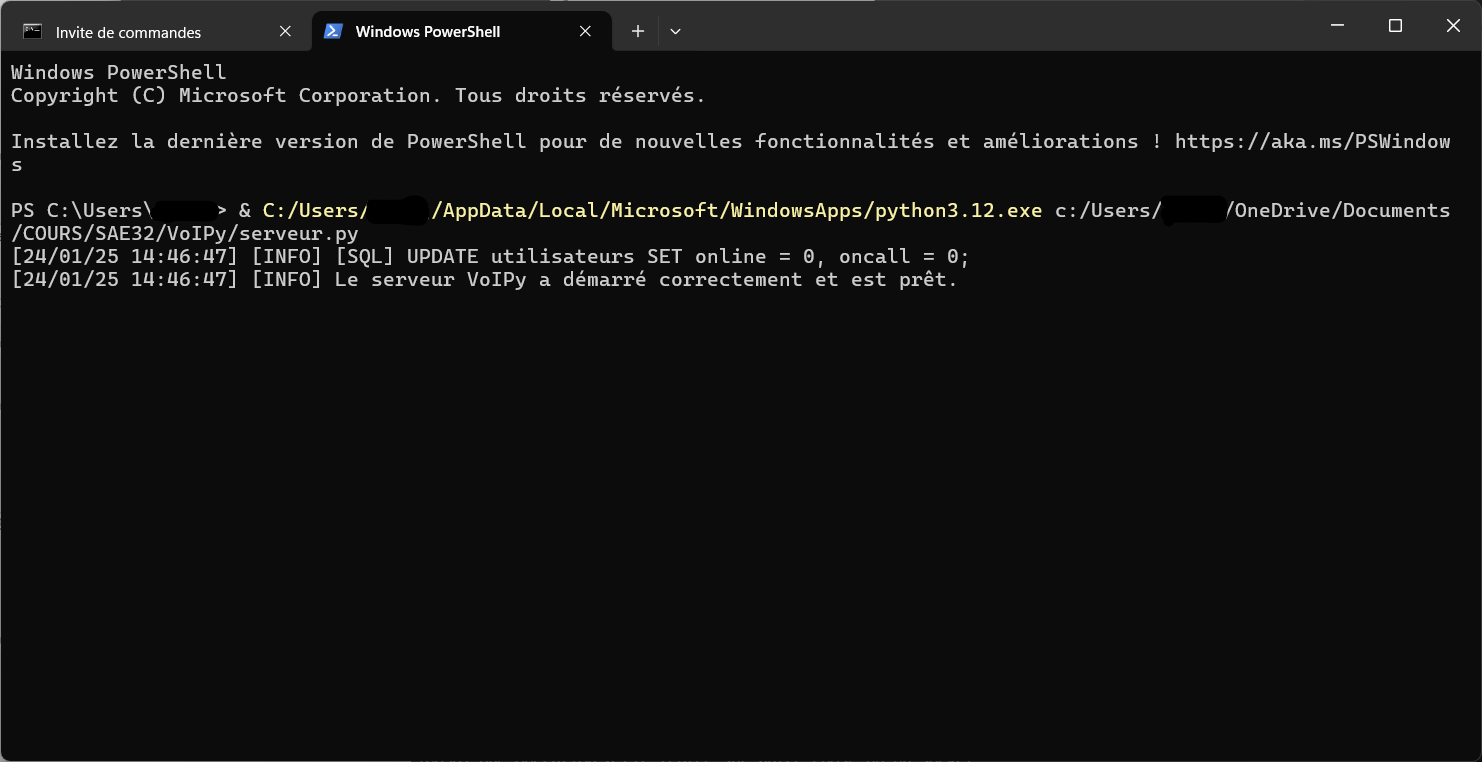 Invite de commandes
Windows PowerShell
Windows PowerShell
Copyright (C) Microsoft Corporation. Tous droits réservés.
Installez la dernière version de PowerShell pour de nouvelles fonctionnalités et améliorations ! https://aka.ms/PSWindow
s
PS C:\Users\> & C:/Users//AppData/Local/Microsoft/WindowsApps/python3.12.exe c:/Users//OneDrive/Documents
/COURS/SAE32/VoIPy/serveur.py
[24/01/25 14:46:47] [INFO] [SQL] UPDATE utilisateurs SET online = 0, oncall = 0;
[24/01/25 14:46:47] [INFO] Le serveur VoIPy a démarré correctement et est prêt.